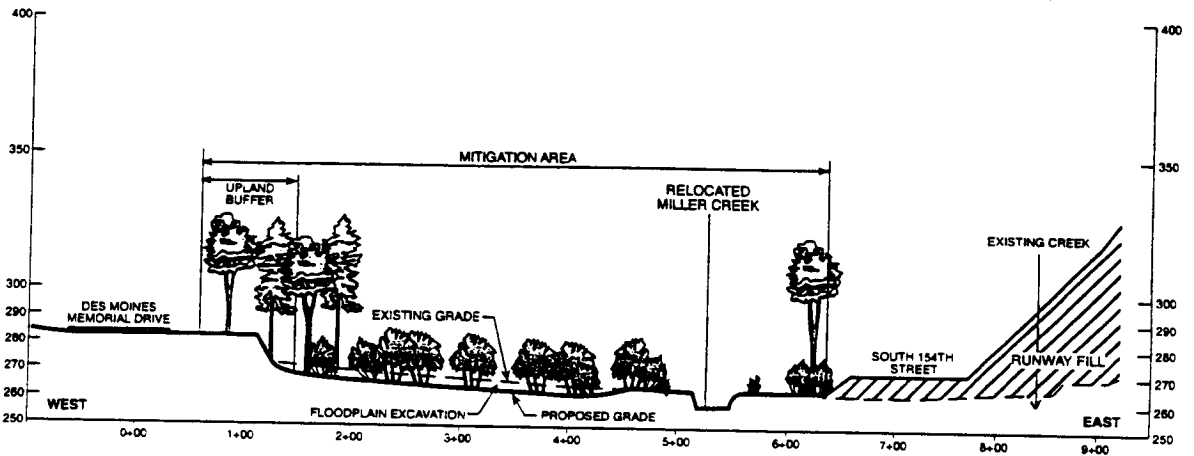 400
400
350
350
MITIGATION AREA
UPLAND
BUFFER
RELOCATED
MILLER CREEK
EXISTING CREEK
300
290
280
270
260
250
300
290
280
270
260
250
DES MOINES
MEMORIAL DRIVE
EXISTING GRADE
SOUTH 154TH
STREET
RUNWAY FILL
WEST
FLOODPLAIN EXCAVATION
PROPOSED GRADE
EAST
0+00
1+00
2+00
3+00
4+00
5+00
6+00
7+00
8+00
9+00